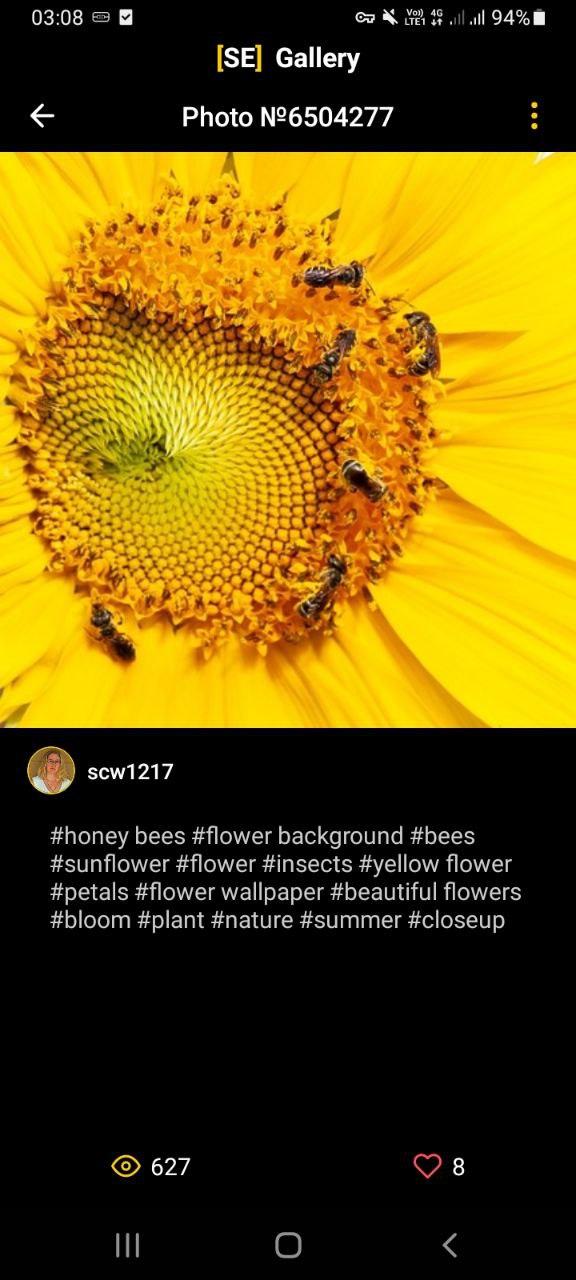 03:08 Vo) LTE1 4G 94%
[SE] Gallery
Photo №6504277
scw1217
#honey bees #flower background #bees
#sunflower #flower #insects #yellow flower
#petals #flower wallpaper #beautiful flowers
#bloom #plant #nature #summer #closeup
627 8